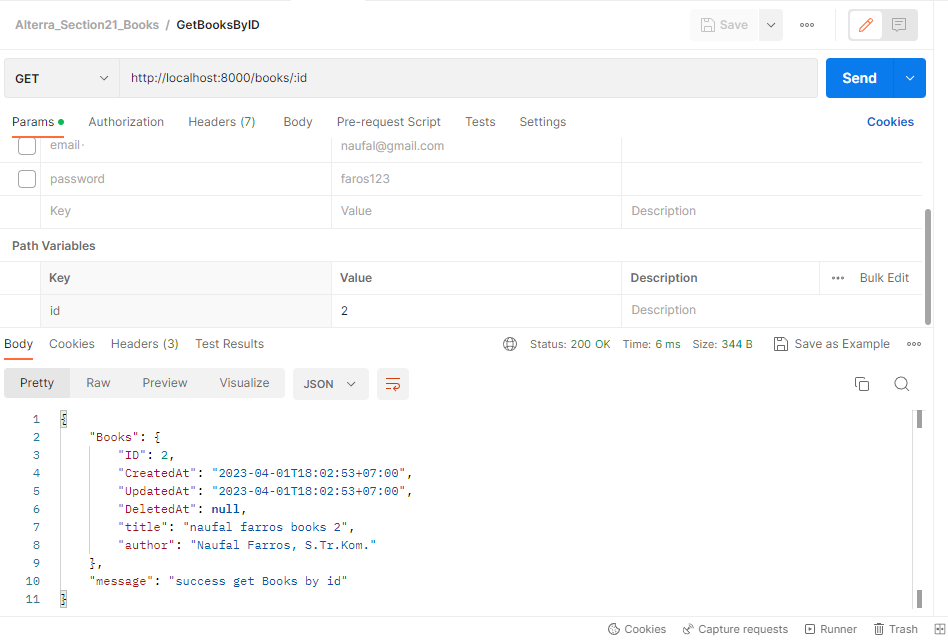 Alterra_Section21_Books / GetBooksByID
Save
GET http://localhost:8000/books/:id Send
Params Authorization Headers (7) Body Pre-request Script Tests Settings Cookies
email naufal@gmail.com
password faros123
Key Value Description
Path Variables
Key Value Description Bulk Edit
id 2 Description
Body Cookies Headers (3) Test Results Status: 200 OK Time: 6 ms Size: 344 B Save as Example
Pretty Raw Preview Visualize JSON
1 {
2 "Books": {
3 "ID": 2,
4 "CreatedAt": "2023-04-01T18:02:53+07:00",
5 "UpdatedAt": "2023-04-01T18:02:53+07:00",
6 "DeletedAt": null,
7 "title": "naufal farros books 2",
8 "author": "Naufal Farros, S.Tr.Kom."
9 },
10 "message": "success get Books by id"
11 }
Cookies Capture requests Runner Trash